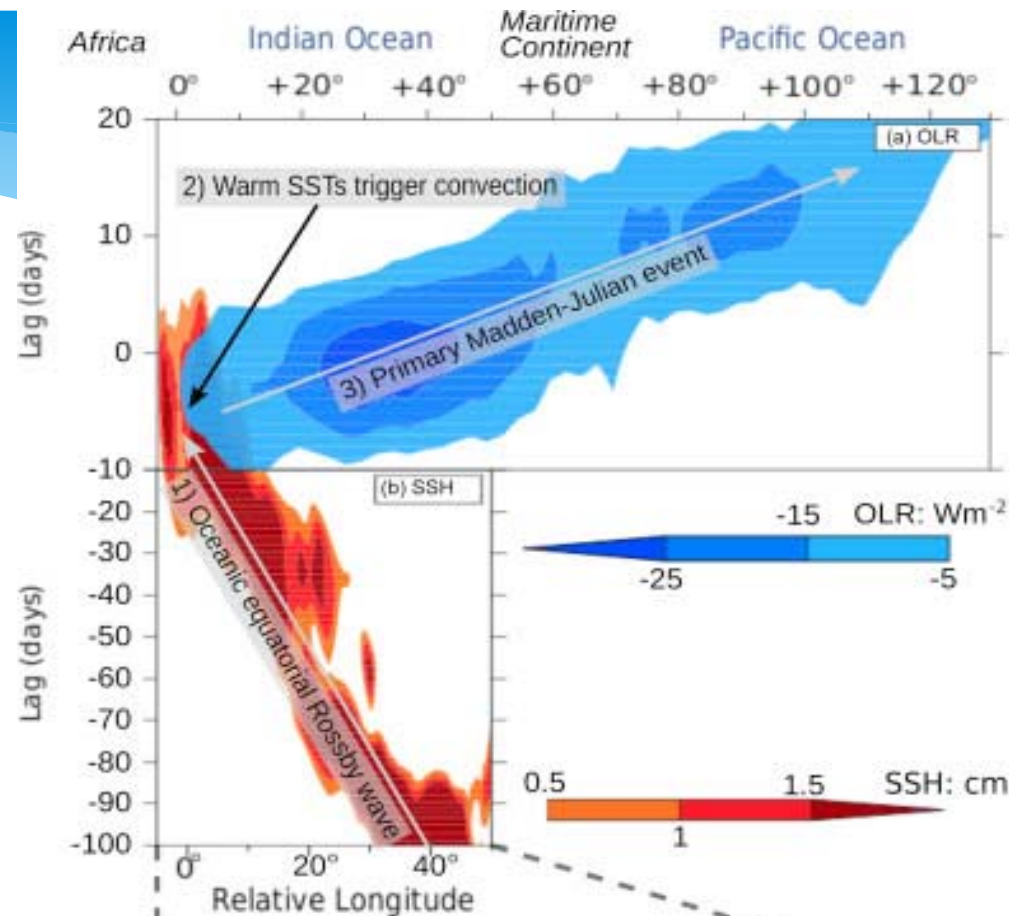 Africa
Indian Ocean
Maritime
Continent
Pacific Ocean
0° +20° +40° +60° +80° +100° +120°
20
10
0
-10
Lag (days)
(a) OLR
2) Warm SSTs trigger convection
3) Primary Madden-Julian event
(b) SSH
-20
-30
-40
-50
-60
-70
-80
-90
-100
Lag (days)
1) Oceanic equatorial Rossby wave
0° 20° 40°
Relative Longitude
-15 OLR: Wm-2
-25 -5
0.5 1.5 SSH: cm
1